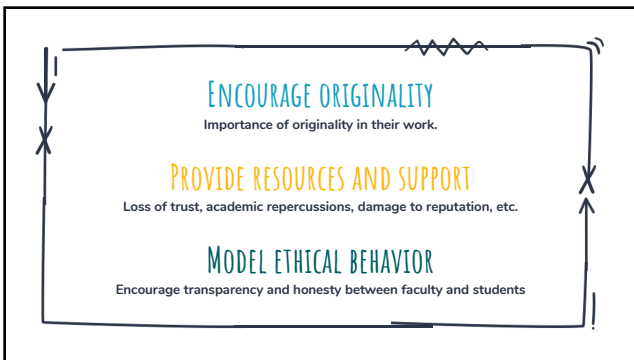 Encourage originality
Importance of originality in their work.
Provide resources and support
Loss of trust, academic repercussions, damage to reputation, etc.
Model ethical behavior
Encourage transparency and honesty between faculty and students